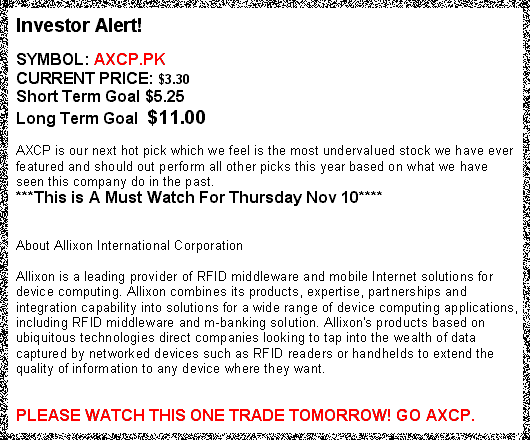 Investor Alert!
SYMBOL: AXCP.PK
CURRENT PRICE: $3.30
Short Term Goal $5.25
Long Term Goal $11.00
AXCP is our next hot pick which we feel is the most undervalued stock we have ever
featured and should out perform all other picks this year based on what we have
seen this company do in the past.
***This is A Must Watch For Thursday Nov 10****
About Allixon International Corporation
Allixon is a leading provider of RFID middleware and mobile Internet solutions for
device computing. Allixon combines its products, expertise, partnerships and
integration capability into solutions for a wide range of device computing applications,
including RFID middleware and m-banking solution. Allixon's products based on
ubiquitous technologies direct companies looking to tap into the wealth of data
captured by networked devices such as RFID readers or handhelds to extend the
quality of information to any device where they want.
PLEASE WATCH THIS ONE TRADE TOMORROW! GO AXCP.